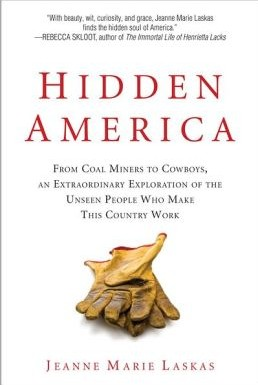 "With beauty, wit, curiosity, and grace, Jeanne Marie Laskas
finds the hidden soul of America."
—REBECCA SKLOOT, author of The Immortal Life of Henrietta Lacks
HIDDEN
AMERICA
FROM COAL MINERS TO COWBOYS,
AN EXTRAORDINARY EXPLORATION OF THE
UNSEEN PEOPLE WHO MAKE
THIS COUNTRY WORK
JEANNE MARIE LASKAS